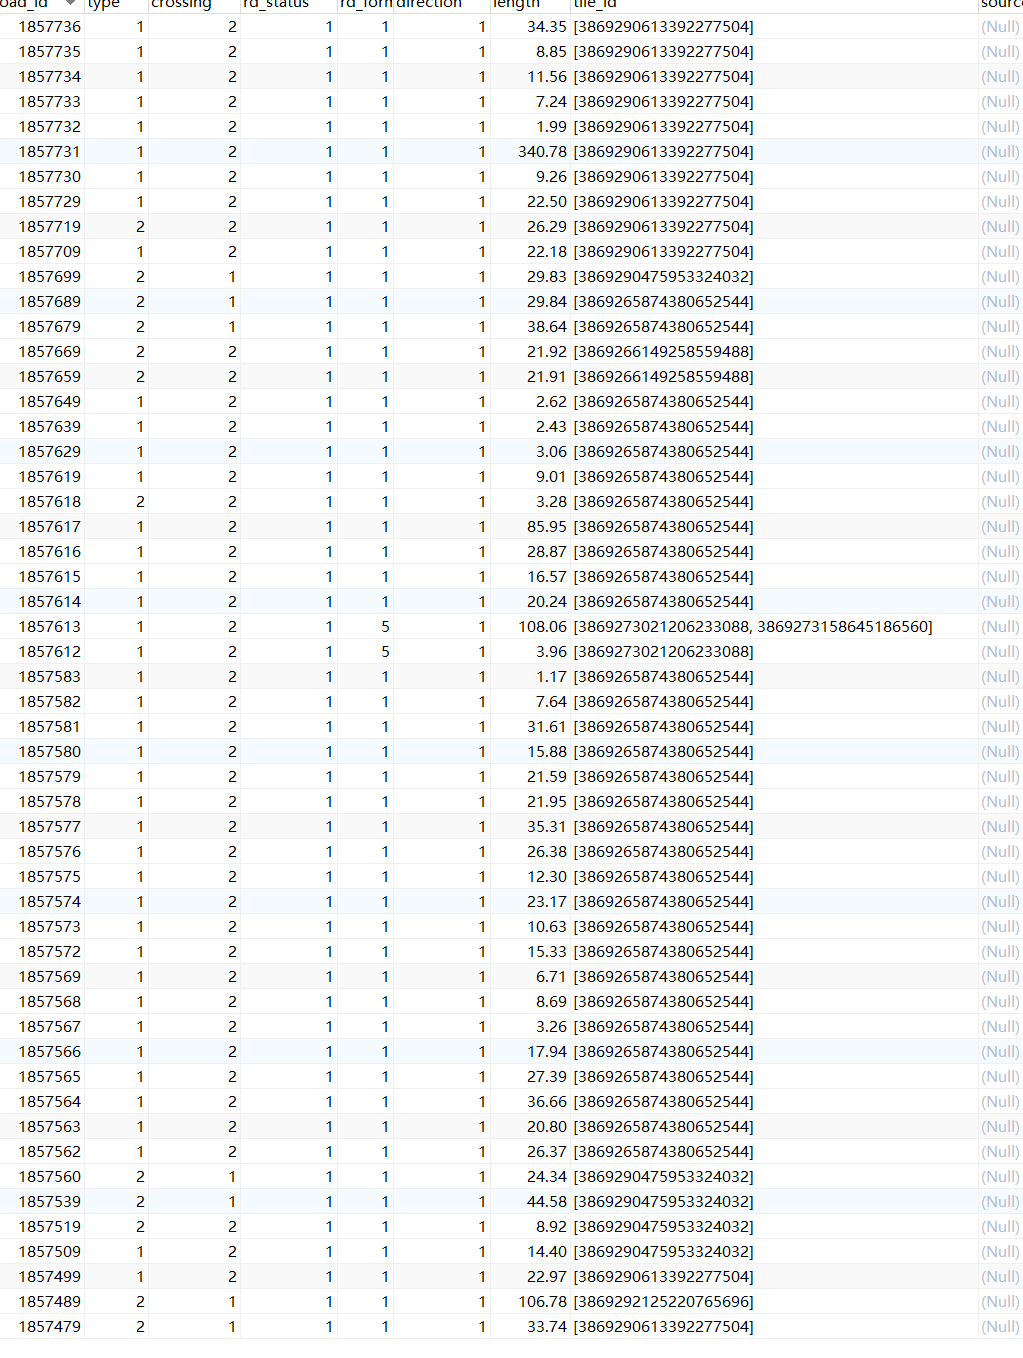 oad_id type crossing rd_status rd_form direction length tile_id source
1857736 1 2 1 1 1 34.35 [3869290613392277504] (Null)
1857735 1 2 1 1 1 8.85 [3869290613392277504] (Null)
1857734 1 2 1 1 1 11.56 [3869290613392277504] (Null)
1857733 1 2 1 1 1 7.24 [3869290613392277504] (Null)
1857732 1 2 1 1 1 1.99 [3869290613392277504] (Null)
1857731 1 2 1 1 1 340.78 [3869290613392277504] (Null)
1857730 1 2 1 1 1 9.26 [3869290613392277504] (Null)
1857729 1 2 1 1 1 22.50 [3869290613392277504] (Null)
1857719 2 2 1 1 1 26.29 [3869290613392277504] (Null)
1857709 1 2 1 1 1 22.18 [3869290613392277504] (Null)
1857699 2 1 1 1 1 29.83 [3869290475953324032] (Null)
1857689 2 1 1 1 1 29.84 [3869265874380652544] (Null)
1857679 2 1 1 1 1 38.64 [3869265874380652544] (Null)
1857669 2 2 1 1 1 21.92 [3869266149258559488] (Null)
1857659 2 2 1 1 1 21.91 [3869266149258559488] (Null)
1857649 1 2 1 1 1 2.62 [3869265874380652544] (Null)
1857639 1 2 1 1 1 2.43 [3869265874380652544] (Null)
1857629 1 2 1 1 1 3.06 [3869265874380652544] (Null)
1857619 1 2 1 1 1 9.01 [3869265874380652544] (Null)
1857618 2 2 1 1 1 3.28 [3869265874380652544] (Null)
1857617 1 2 1 1 1 85.95 [3869265874380652544] (Null)
1857616 1 2 1 1 1 28.87 [3869265874380652544] (Null)
1857615 1 2 1 1 1 16.57 [3869265874380652544] (Null)
1857614 1 2 1 1 1 20.24 [3869265874380652544] (Null)
1857613 1 2 1 5 1 108.06 [3869273021206233088, 3869273158645186560] (Null)
1857612 1 2 1 5 1 3.96 [3869273021206233088] (Null)
1857583 1 2 1 1 1 1.17 [3869265874380652544] (Null)
1857582 1 2 1 1 1 7.64 [3869265874380652544] (Null)
1857581 1 2 1 1 1 31.61 [3869265874380652544] (Null)
1857580 1 2 1 1 1 15.88 [3869265874380652544] (Null)
1857579 1 2 1 1 1 21.59 [3869265874380652544] (Null)
1857578 1 2 1 1 1 21.95 [3869265874380652544] (Null)
1857577 1 2 1 1 1 35.31 [3869265874380652544] (Null)
1857576 1 2 1 1 1 26.38 [3869265874380652544] (Null)
1857575 1 2 1 1 1 12.30 [3869265874380652544] (Null)
1857574 1 2 1 1 1 23.17 [3869265874380652544] (Null)
1857573 1 2 1 1 1 10.63 [3869265874380652544] (Null)
1857572 1 2 1 1 1 15.33 [3869265874380652544] (Null)
1857569 1 2 1 1 1 6.71 [3869265874380652544] (Null)
1857568 1 2 1 1 1 8.69 [3869265874380652544] (Null)
1857567 1 2 1 1 1 3.26 [3869265874380652544] (Null)
1857566 1 2 1 1 1 17.94 [3869265874380652544] (Null)
1857565 1 2 1 1 1 27.39 [3869265874380652544] (Null)
1857564 1 2 1 1 1 36.66 [3869265874380652544] (Null)
1857563 1 2 1 1 1 20.80 [3869265874380652544] (Null)
1857562 1 2 1 1 1 26.37 [3869265874380652544] (Null)
1857560 2 1 1 1 1 24.34 [3869290475953324032] (Null)
1857539 2 1 1 1 1 44.58 [3869290475953324032] (Null)
1857519 2 2 1 1 1 8.92 [3869290475953324032] (Null)
1857509 1 2 1 1 1 14.40 [3869290475953324032] (Null)
1857499 1 2 1 1 1 22.97 [3869290613392277504] (Null)
1857489 2 1 1 1 1 106.78 [3869292125220765696] (Null)
1857479 2 1 1 1 1 33.74 [3869290613392277504] (Null)